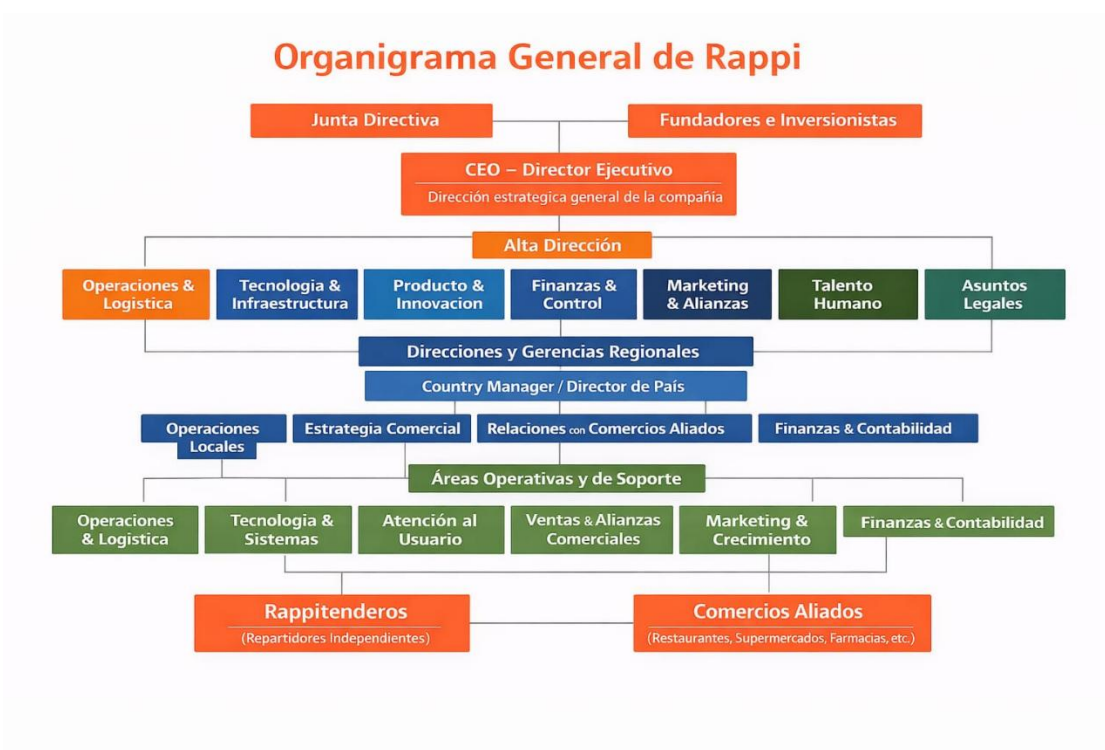 Organigrama General de Rappi
Junta Directiva
Fundadores e Inversionistas
CEO – Director Ejecutivo
Dirección estrategica general de la compañia
Alta Dirección
Operaciones &
Logistica
Tecnologia &
Infraestructura
Producto &
Innovacion
Finanzas &
Control
Marketing
& Alianzas
Talento
Humano
Asuntos
Legales
Direcciones y Gerencias Regionales
Country Manager / Director de País
Operaciones
Locales
Estrategia Comercial
Relaciones con Comercios Aliados
Finanzas & Contabilidad
Áreas Operativas y de Soporte
Operaciones
& Logistica
Tecnologia &
Sistemas
Atención al
Usuario
Ventas & Alianzas
Comerciales
Marketing &
Crecimiento
Finanzas & Contabilidad
Rappitenderos
(Repartidores Independientes)
Comercios Aliados
(Restaurantes, Supermercados, Farmacias, etc.)